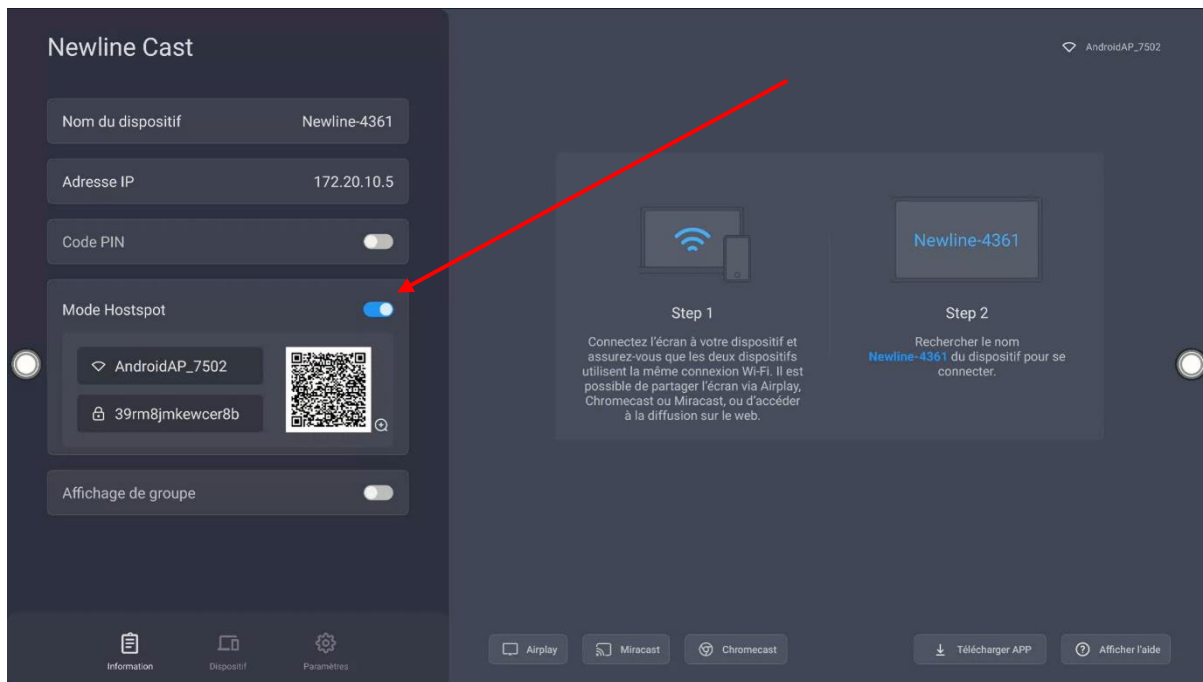 Newline Cast
AndroidAP_7502
Nom du dispositif Newline-4361
Adresse IP 172.20.10.5
Code PIN
Mode Hostspot
AndroidAP_7502
39rm8jmkewcer8b
Affichage de groupe
Information
Dispositif
Paramètres
Step 1
Connectez l'écran à votre dispositif et
assurez-vous que les deux dispositifs
utilisent la même connexion Wi-Fi. Il est
possible de partager l'écran via Airplay,
Chromecast ou Miracast, ou d'accéder
à la diffusion sur le web.
Newline-4361
Step 2
Rechercher le nom
Newline-4361 du dispositif pour se
connecter.
Airplay
Miracast
Chromecast
Télécharger APP
Afficher l'aide